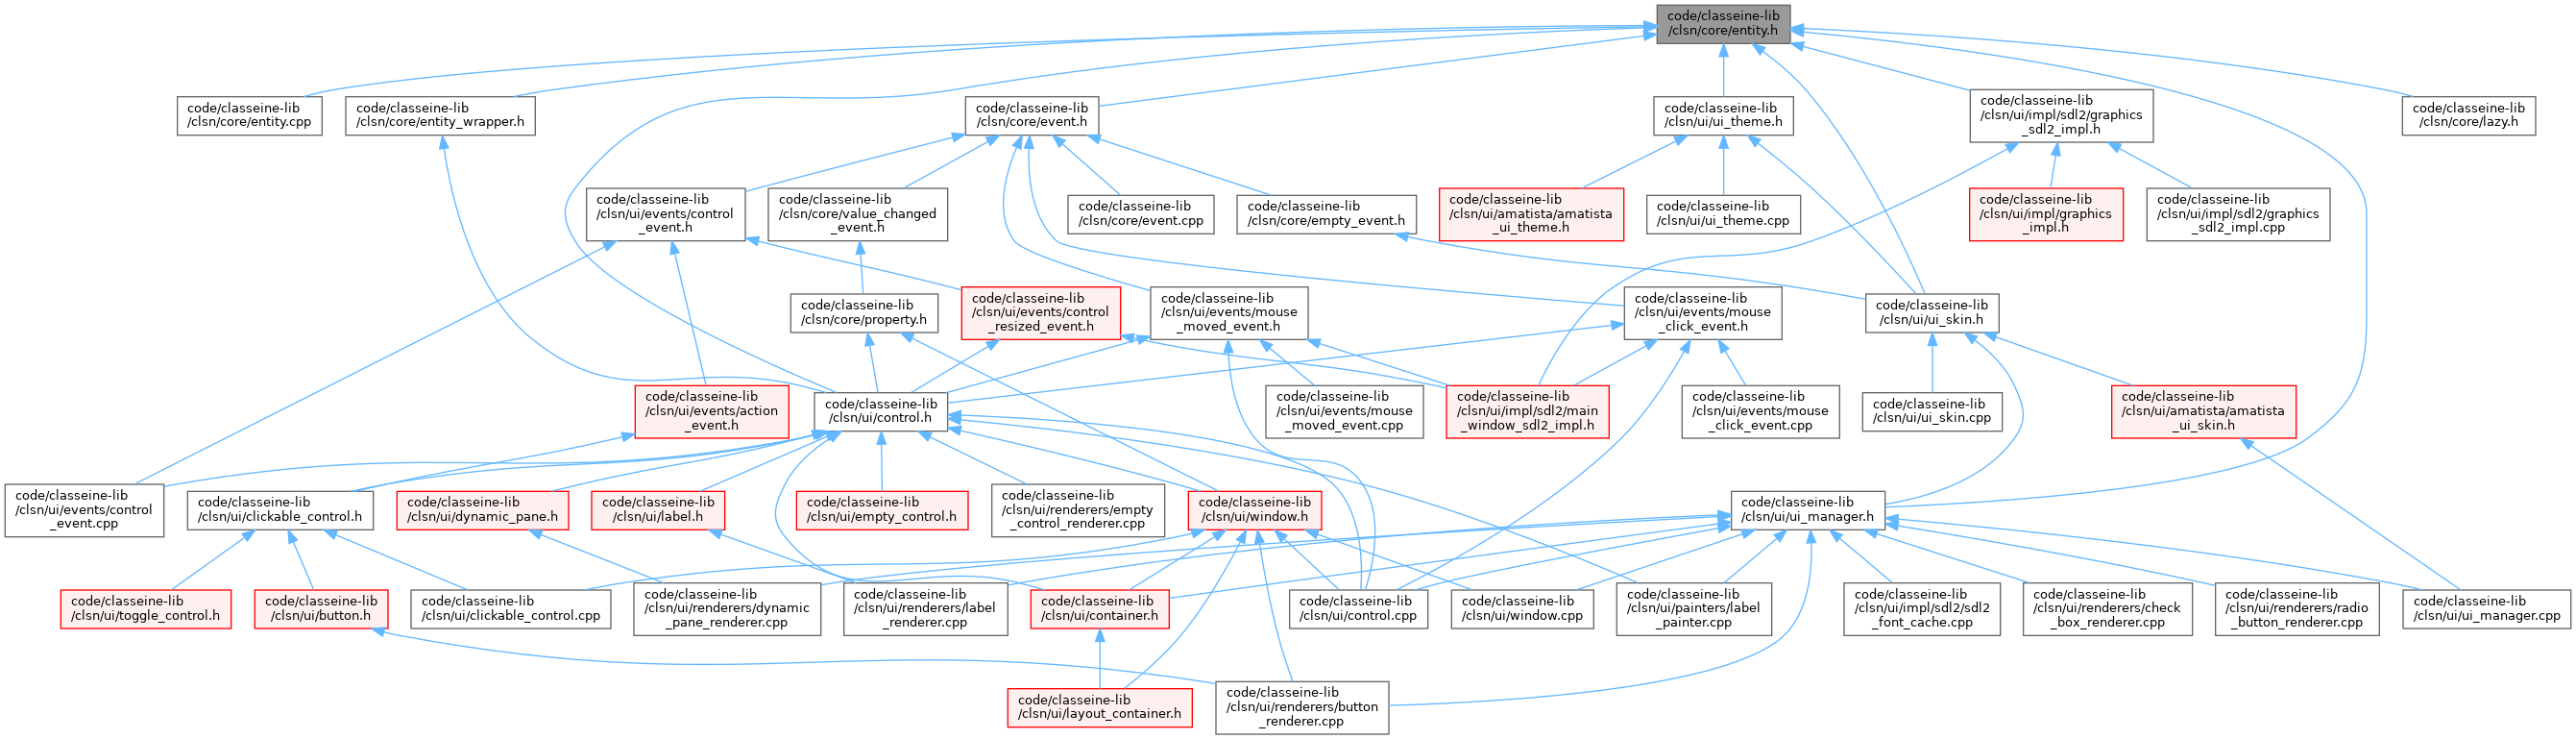 code/classeine-lib
/clsn/core/entity.h
code/classeine-lib
/clsn/core/entity.cpp
code/classeine-lib
/clsn/core/entity_wrapper.h
code/classeine-lib
/clsn/core/event.h
code/classeine-lib
/clsn/ui/ui_theme.h
code/classeine-lib
/clsn/ui/impl/sdl2/graphics
_sdl2_impl.h
code/classeine-lib
/clsn/core/lazy.h
code/classeine-lib
/clsn/ui/events/control
_event.h
code/classeine-lib
/clsn/core/value_changed
_event.h
code/classeine-lib
/clsn/core/event.cpp
code/classeine-lib
/clsn/core/empty_event.h
code/classeine-lib
/clsn/ui/amatista/amatista
_ui_theme.h
code/classeine-lib
/clsn/ui/ui_theme.cpp
code/classeine-lib
/clsn/ui/impl/graphics
_impl.h
code/classeine-lib
/clsn/ui/impl/sdl2/graphics
_sdl2_impl.cpp
code/classeine-lib
/clsn/core/property.h
code/classeine-lib
/clsn/ui/events/control
_resized_event.h
code/classeine-lib
/clsn/ui/events/mouse
_moved_event.h
code/classeine-lib
/clsn/ui/events/mouse
_click_event.h
code/classeine-lib
/clsn/ui/ui_skin.h
code/classeine-lib
/clsn/ui/events/action
_event.h
code/classeine-lib
/clsn/ui/control.h
code/classeine-lib
/clsn/ui/events/mouse
_moved_event.cpp
code/classeine-lib
/clsn/ui/impl/sdl2/main
_window_sdl2_impl.h
code/classeine-lib
/clsn/ui/events/mouse
_click_event.cpp
code/classeine-lib
/clsn/ui/ui_skin.cpp
code/classeine-lib
/clsn/ui/amatista/amatista
_ui_skin.h
code/classeine-lib
/clsn/ui/events/control
_event.cpp
code/classeine-lib
/clsn/ui/clickable_control.h
code/classeine-lib
/clsn/ui/dynamic_pane.h
code/classeine-lib
/clsn/ui/label.h
code/classeine-lib
/clsn/ui/empty_control.h
code/classeine-lib
/clsn/ui/renderers/empty
_control_renderer.cpp
code/classeine-lib
/clsn/ui/window.h
code/classeine-lib
/clsn/ui/ui_manager.h
code/classeine-lib
/clsn/ui/toggle_control.h
code/classeine-lib
/clsn/ui/button.h
code/classeine-lib
/clsn/ui/clickable_control.cpp
code/classeine-lib
/clsn/ui/renderers/dynamic
_pane_renderer.cpp
code/classeine-lib
/clsn/ui/renderers/label
_renderer.cpp
code/classeine-lib
/clsn/ui/container.h
code/classeine-lib
/clsn/ui/control.cpp
code/classeine-lib
/clsn/ui/window.cpp
code/classeine-lib
/clsn/ui/painters/label
_painter.cpp
code/classeine-lib
/clsn/ui/impl/sdl2/sdl2
_font_cache.cpp
code/classeine-lib
/clsn/ui/renderers/check
_box_renderer.cpp
code/classeine-lib
/clsn/ui/renderers/radio
_button_renderer.cpp
code/classeine-lib
/clsn/ui/ui_manager.cpp
code/classeine-lib
/clsn/ui/layout_container.h
code/classeine-lib
/clsn/ui/renderers/button
_renderer.cpp